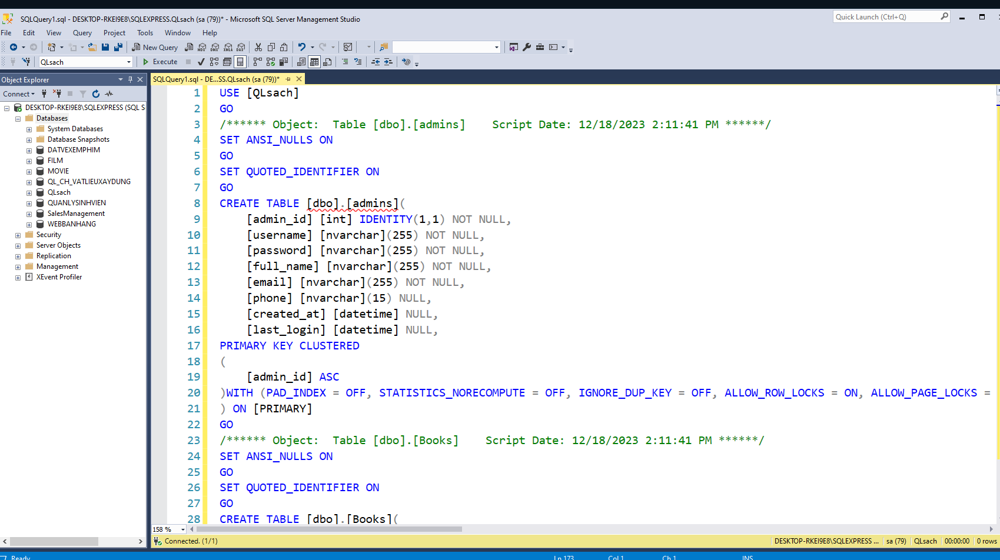 SQLQuery1.sql - DESKTOP-RKEI9E8\SQLEXPRESS.QLsach (sa (79))* - Microsoft SQL Server Management Studio
Quick Launch (Ctrl+Q)
File Edit View Query Project Tools Window Help
New Query
MDX DMX XMLA DAX
QLsach
Execute
Object Explorer
Connect
DESKTOP-RKEI9E8\SQLEXPRESS (SQL S
Databases
System Databases
Database Snapshots
DATVEXEMPHIM
FILM
MOVIE
QL_CH_VATLIEUXAYDUNG
QLsach
QUANLYSINHVIEN
SalesManagement
WEBBANHANG
Security
Server Objects
Replication
Management
XEvent Profiler
SQLQuery1.sql - DE...SS.QLsach (sa (79))*
1 USE [QLsach]
2 GO
3 /****** Object:  Table [dbo].[admins]    Script Date: 12/18/2023 2:11:41 PM ******/
4 SET ANSI_NULLS ON
5 GO
6 SET QUOTED_IDENTIFIER ON
7 GO
8 CREATE TABLE [dbo].[admins](
9 [admin_id] [int] IDENTITY(1,1) NOT NULL,
10 [username] [nvarchar](255) NOT NULL,
11 [password] [nvarchar](255) NOT NULL,
12 [full_name] [nvarchar](255) NOT NULL,
13 [email] [nvarchar](255) NOT NULL,
14 [phone] [nvarchar](15) NULL,
15 [created_at] [datetime] NULL,
16 [last_login] [datetime] NULL,
17 PRIMARY KEY CLUSTERED
18 (
19 [admin_id] ASC
20 )WITH (PAD_INDEX = OFF, STATISTICS_NORECOMPUTE = OFF, IGNORE_DUP_KEY = OFF, ALLOW_ROW_LOCKS = ON, ALLOW_PAGE_LOCKS =
21 ) ON [PRIMARY]
22 GO
23 /****** Object:  Table [dbo].[Books]    Script Date: 12/18/2023 2:11:41 PM ******/
24 SET ANSI_NULLS ON
25 GO
26 SET QUOTED_IDENTIFIER ON
27 GO
28 CREATE TABLE [dbo].[Books](
158 %
Connected. (1/1)
DESKTOP-RKEI9E8\SQLEXPRESS ... sa (79) QLsach 00:00:00 0 rows
Ready Ln 173 Col 1 Ch 1 INS